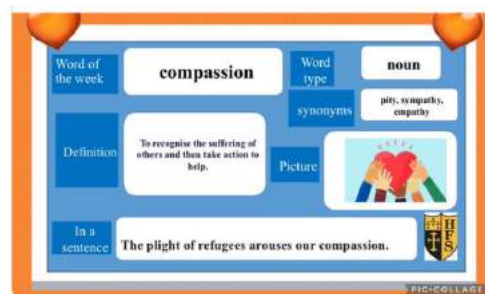 Word of
the week
compassion
Word
type
noun
synonyms
pity, sympathy,
empathy
Definition
To recognise the suffering of
others and then take action to
help.
Picture
In a
sentence
The plight of refugees arouses our compassion.
HFS
PIC•COLLAGE